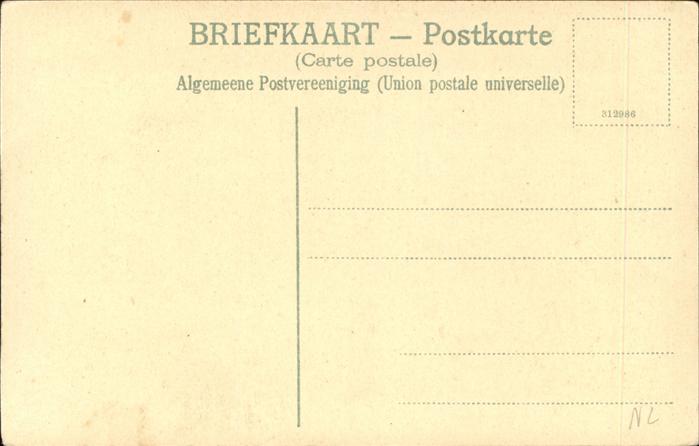 BRIEFKAART — Postkarte
(Carte postale)
Algemeene Postvereeniging (Union postale universelle)
312986
NL